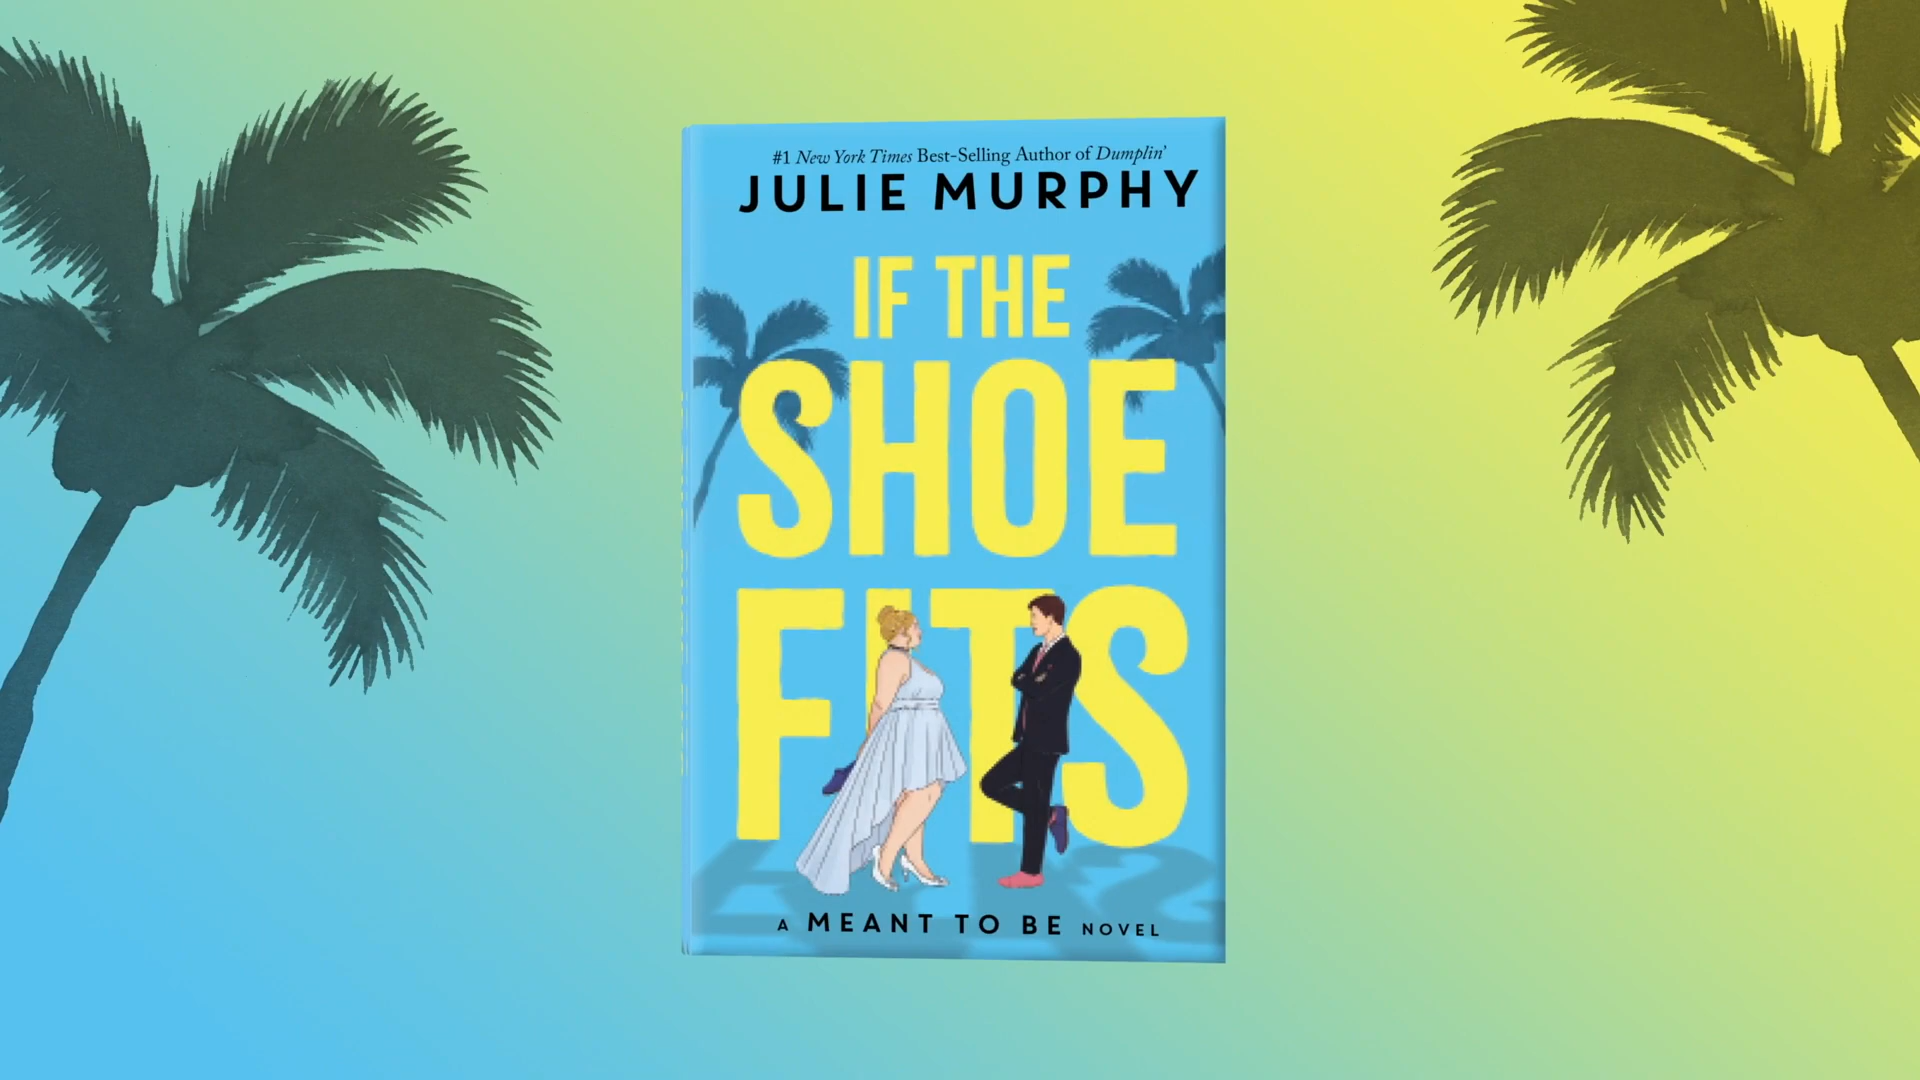 #1 New York Times Best-Selling Author of Dumplin'
JULIE MURPHY
IF THE
SHOE
FITS
A MEANT TO BE NOVEL